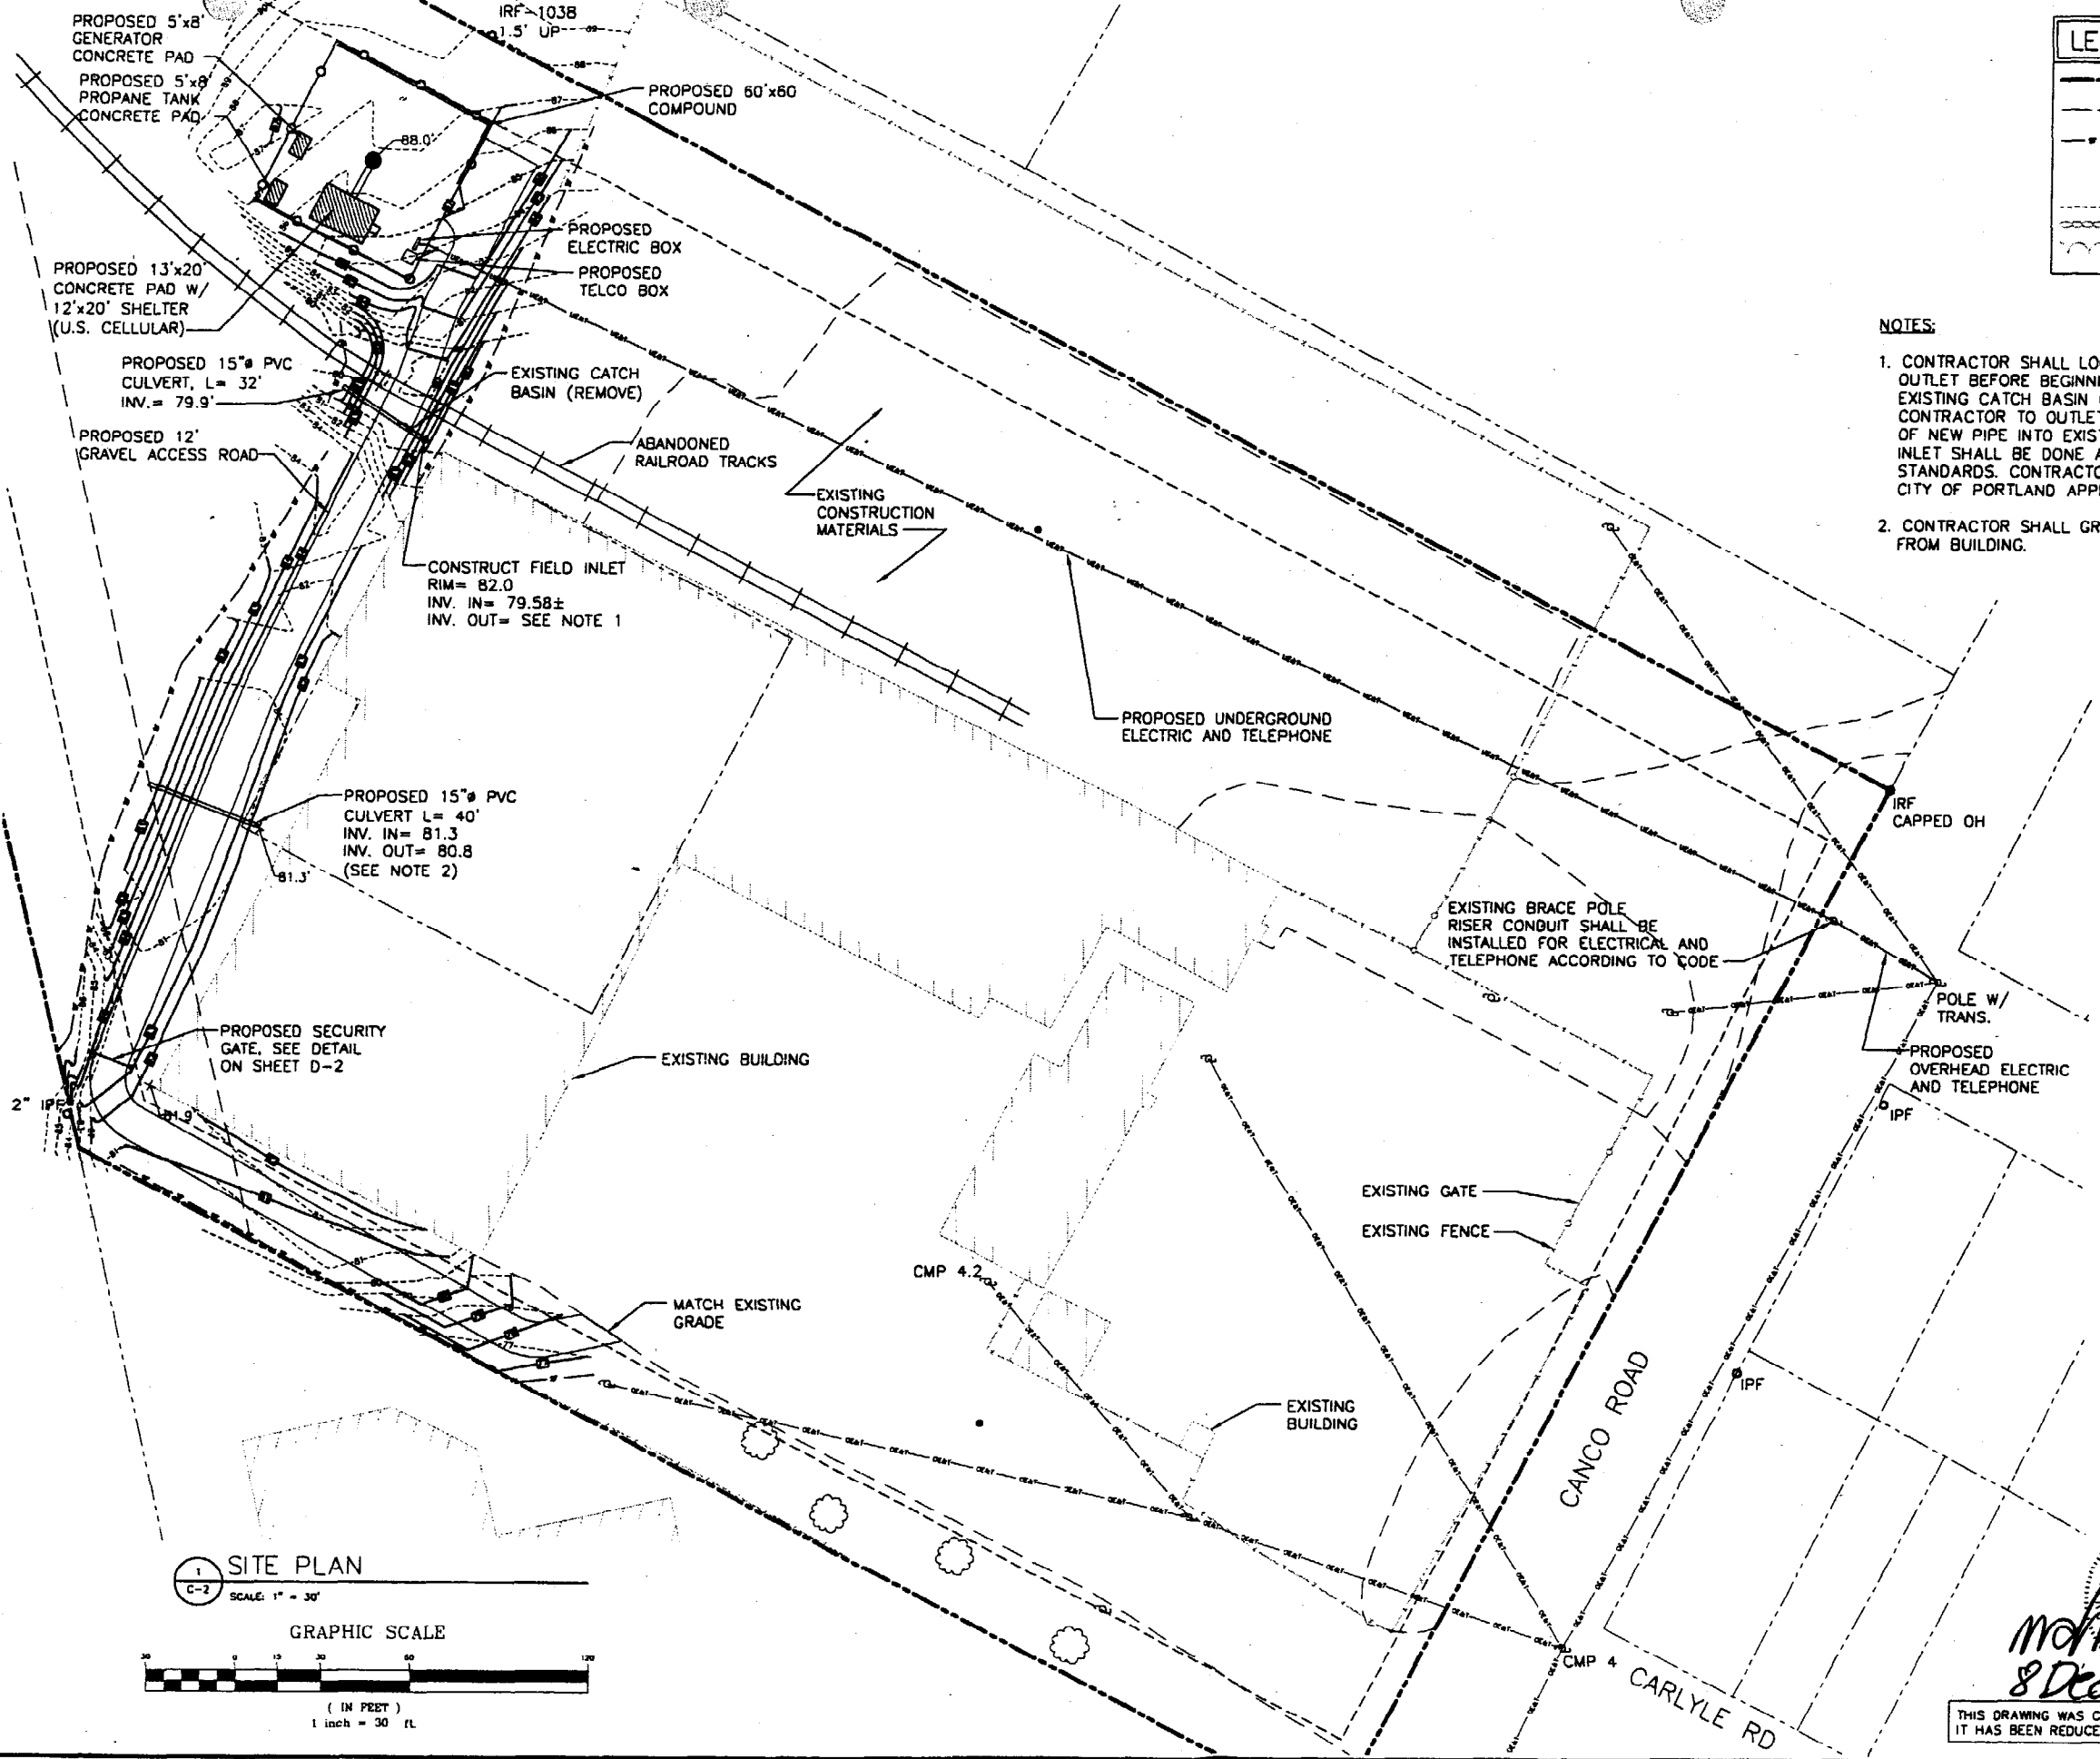 PROPOSED 5'x8'
GENERATOR
CONCRETE PAD
PROPOSED 5'x8'
PROPANE TANK
CONCRETE PAD
IRF-1038
1.5' UP
PROPOSED 60'x60
COMPOUND
88.0'
PROPOSED
ELECTRIC BOX
PROPOSED
TELCO BOX
PROPOSED 13'x20'
CONCRETE PAD W/
12'x20' SHELTER
(U.S. CELLULAR)
PROPOSED 15"ø PVC
CULVERT, L= 32'
INV.= 79.9'
EXISTING CATCH
BASIN (REMOVE)
PROPOSED 12'
GRAVEL ACCESS ROAD
ABANDONED
RAILROAD TRACKS
EXISTING
CONSTRUCTION
MATERIALS
CONSTRUCT FIELD INLET
RIM= 82.0
INV. IN= 79.58±
INV. OUT= SEE NOTE 1
PROPOSED UNDERGROUND
ELECTRIC AND TELEPHONE
PROPOSED 15"ø PVC
CULVERT L= 40'
INV. IN= 81.3
INV. OUT= 80.8
(SEE NOTE 2)
81.3'
IRF
CAPPED OH
EXISTING BRACE POLE
RISER CONDUIT SHALL BE
INSTALLED FOR ELECTRICAL AND
TELEPHONE ACCORDING TO CODE
POLE W/
TRANS.
PROPOSED
OVERHEAD ELECTRIC
AND TELEPHONE
IPF
PROPOSED SECURITY
GATE, SEE DETAIL
ON SHEET D-2
EXISTING BUILDING
2" IPF
81.9'
EXISTING GATE
EXISTING FENCE
CMP 4.2
MATCH EXISTING
GRADE
EXISTING
BUILDING
IPF
CANCO ROAD
CMP 4
CARLYLE RD
LE
NOTES:
1. CONTRACTOR SHALL LO
OUTLET BEFORE BEGINN
EXISTING CATCH BASIN
CONTRACTOR TO OUTLET
OF NEW PIPE INTO EXIS
INLET SHALL BE DONE A
STANDARDS. CONTRACTO
CITY OF PORTLAND APP
2. CONTRACTOR SHALL GR
FROM BUILDING.
1
C-2
SITE PLAN
SCALE: 1" = 30'
GRAPHIC SCALE
30 0 15 30 60 120
( IN FEET )
1 inch = 30 ft.
THIS DRAWING WAS C
IT HAS BEEN REDUCE